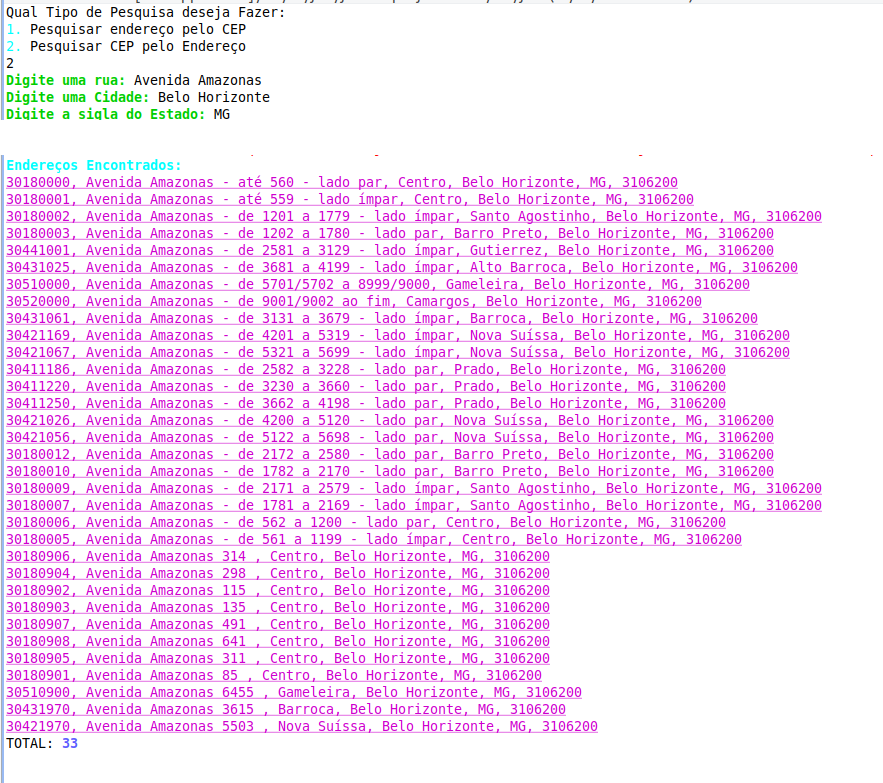 Qual Tipo de Pesquisa deseja Fazer:
1. Pesquisar endereço pelo CEP
2. Pesquisar CEP pelo Endereço
2
Digite uma rua: Avenida Amazonas
Digite uma Cidade: Belo Horizonte
Digite a sigla do Estado: MG
Endereços Encontrados:
30180000, Avenida Amazonas - até 560 - lado par, Centro, Belo Horizonte, MG, 3106200
30180001, Avenida Amazonas - até 559 - lado ímpar, Centro, Belo Horizonte, MG, 3106200
30180002, Avenida Amazonas - de 1201 a 1779 - lado ímpar, Santo Agostinho, Belo Horizonte, MG, 3106200
30180003, Avenida Amazonas - de 1202 a 1780 - lado par, Barro Preto, Belo Horizonte, MG, 3106200
30441001, Avenida Amazonas - de 2581 a 3129 - lado ímpar, Gutierrez, Belo Horizonte, MG, 3106200
30431025, Avenida Amazonas - de 3681 a 4199 - lado ímpar, Alto Barroca, Belo Horizonte, MG, 3106200
30510000, Avenida Amazonas - de 5701/5702 a 8999/9000, Gameleira, Belo Horizonte, MG, 3106200
30520000, Avenida Amazonas - de 9001/9002 ao fim, Camargos, Belo Horizonte, MG, 3106200
30431061, Avenida Amazonas - de 3131 a 3679 - lado ímpar, Barroca, Belo Horizonte, MG, 3106200
30421169, Avenida Amazonas - de 4201 a 5319 - lado ímpar, Nova Suíssa, Belo Horizonte, MG, 3106200
30421067, Avenida Amazonas - de 5321 a 5699 - lado ímpar, Nova Suíssa, Belo Horizonte, MG, 3106200
30411186, Avenida Amazonas - de 2582 a 3228 - lado par, Prado, Belo Horizonte, MG, 3106200
30411220, Avenida Amazonas - de 3230 a 3660 - lado par, Prado, Belo Horizonte, MG, 3106200
30411250, Avenida Amazonas - de 3662 a 4198 - lado par, Prado, Belo Horizonte, MG, 3106200
30421026, Avenida Amazonas - de 4200 a 5120 - lado par, Nova Suíssa, Belo Horizonte, MG, 3106200
30421056, Avenida Amazonas - de 5122 a 5698 - lado par, Nova Suíssa, Belo Horizonte, MG, 3106200
30180012, Avenida Amazonas - de 2172 a 2580 - lado par, Barro Preto, Belo Horizonte, MG, 3106200
30180010, Avenida Amazonas - de 1782 a 2170 - lado par, Barro Preto, Belo Horizonte, MG, 3106200
30180009, Avenida Amazonas - de 2171 a 2579 - lado ímpar, Santo Agostinho, Belo Horizonte, MG, 3106200
30180007, Avenida Amazonas - de 1781 a 2169 - lado ímpar, Santo Agostinho, Belo Horizonte, MG, 3106200
30180006, Avenida Amazonas - de 562 a 1200 - lado par, Centro, Belo Horizonte, MG, 3106200
30180005, Avenida Amazonas - de 561 a 1199 - lado ímpar, Centro, Belo Horizonte, MG, 3106200
30180906, Avenida Amazonas 314 , Centro, Belo Horizonte, MG, 3106200
30180904, Avenida Amazonas 298 , Centro, Belo Horizonte, MG, 3106200
30180902, Avenida Amazonas 115 , Centro, Belo Horizonte, MG, 3106200
30180903, Avenida Amazonas 135 , Centro, Belo Horizonte, MG, 3106200
30180907, Avenida Amazonas 491 , Centro, Belo Horizonte, MG, 3106200
30180908, Avenida Amazonas 641 , Centro, Belo Horizonte, MG, 3106200
30180905, Avenida Amazonas 311 , Centro, Belo Horizonte, MG, 3106200
30180901, Avenida Amazonas 85 , Centro, Belo Horizonte, MG, 3106200
30510900, Avenida Amazonas 6455 , Gameleira, Belo Horizonte, MG, 3106200
30431970, Avenida Amazonas 3615 , Barroca, Belo Horizonte, MG, 3106200
30421970, Avenida Amazonas 5503 , Nova Suíssa, Belo Horizonte, MG, 3106200
TOTAL: 33